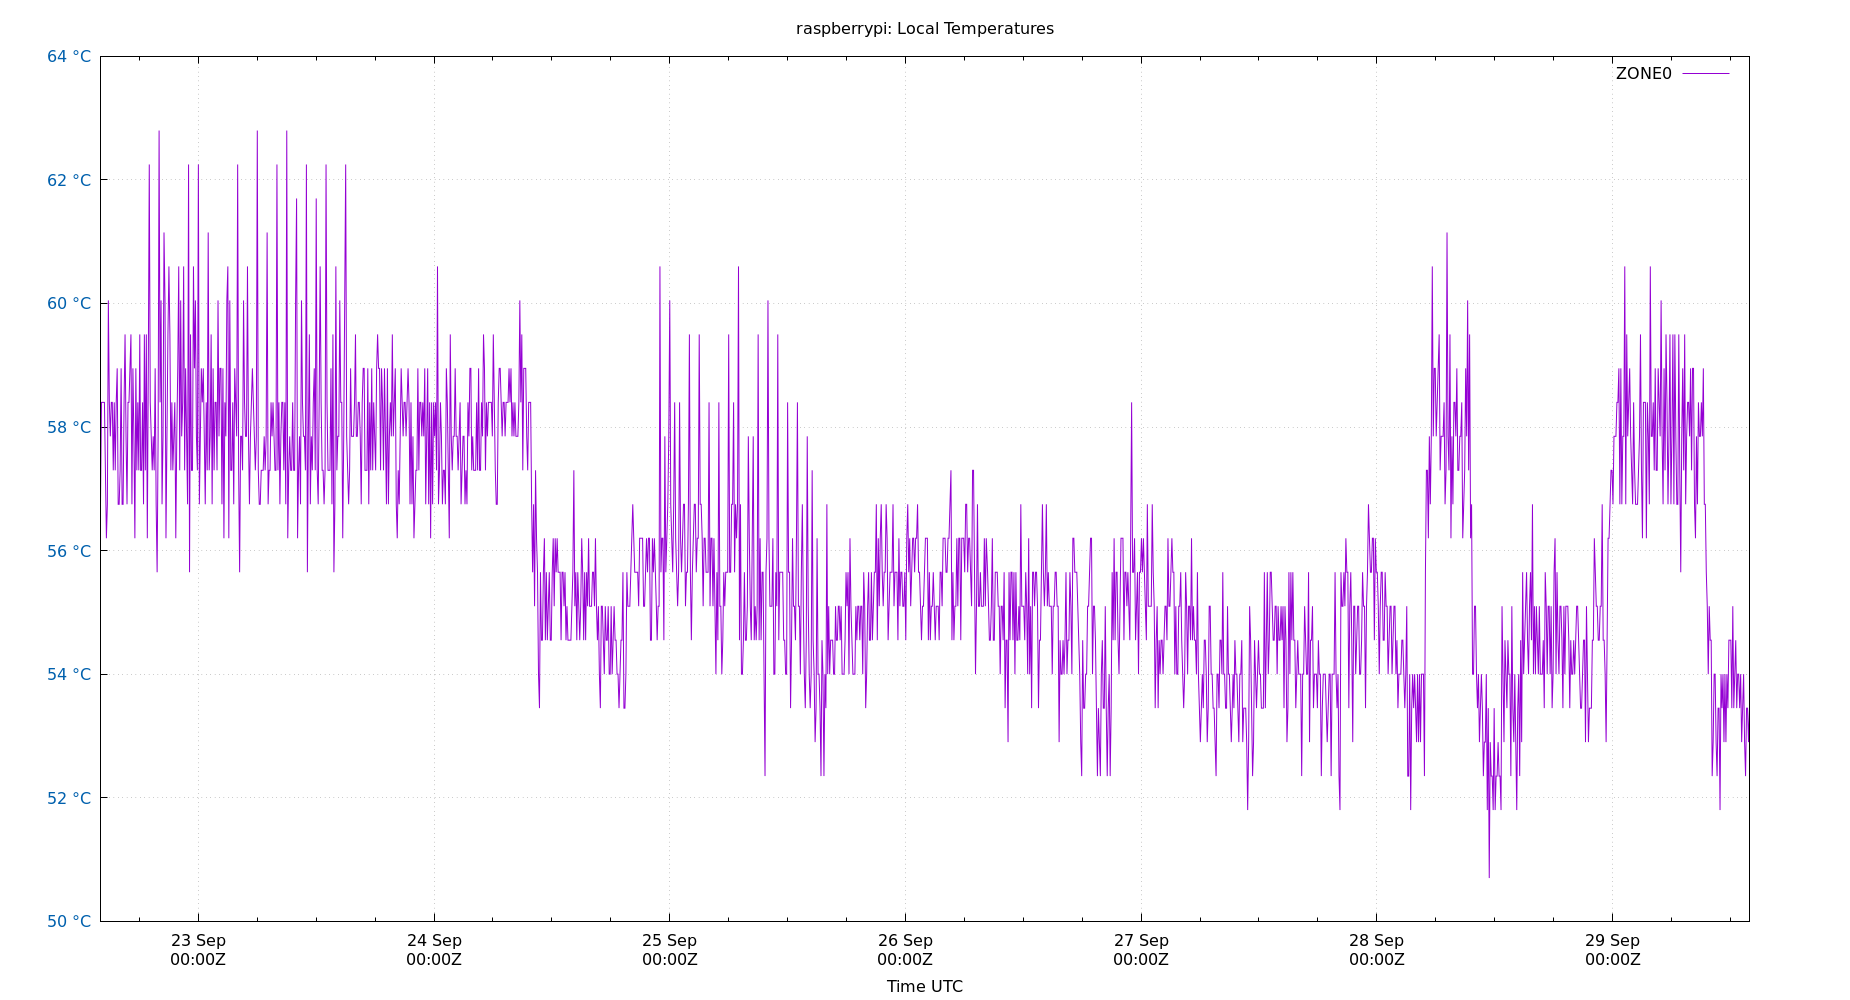 raspberrypi: Local Temperatures
64 °C
ZONE0
62 °C
60 °C
58 °C
56 °C
54 °C
52 °C
50 °C
23 Sep 24 Sep 25 Sep 26 Sep 27 Sep 28 Sep 29 Sep
00:00Z 00:00Z 00:00Z 00:00Z 00:00Z 00:00Z 00:00Z
Time UTC